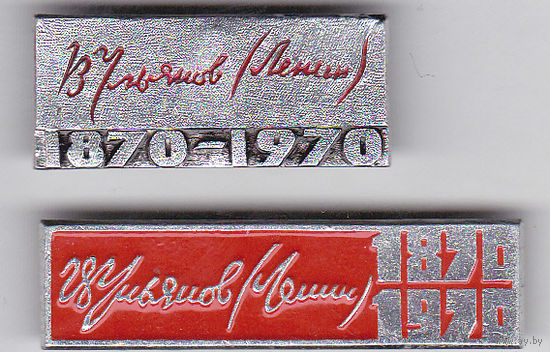 В Ульянов (Ленин)
1870-1970
В Ульянов (Ленин)
1870
1970